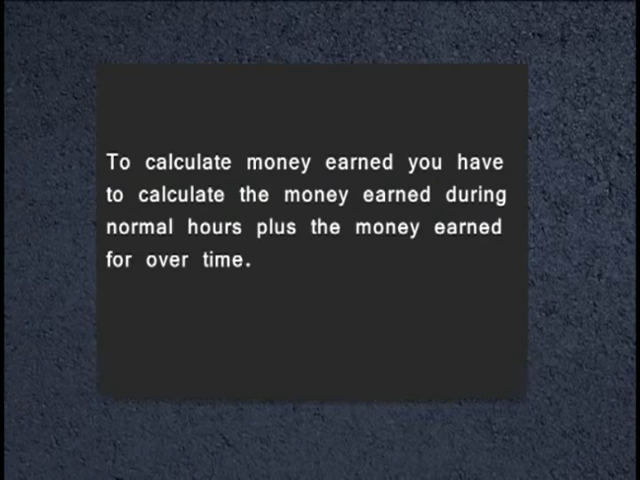 To calculate money earned you have
to calculate the money earned during
normal hours plus the money earned
for over time.